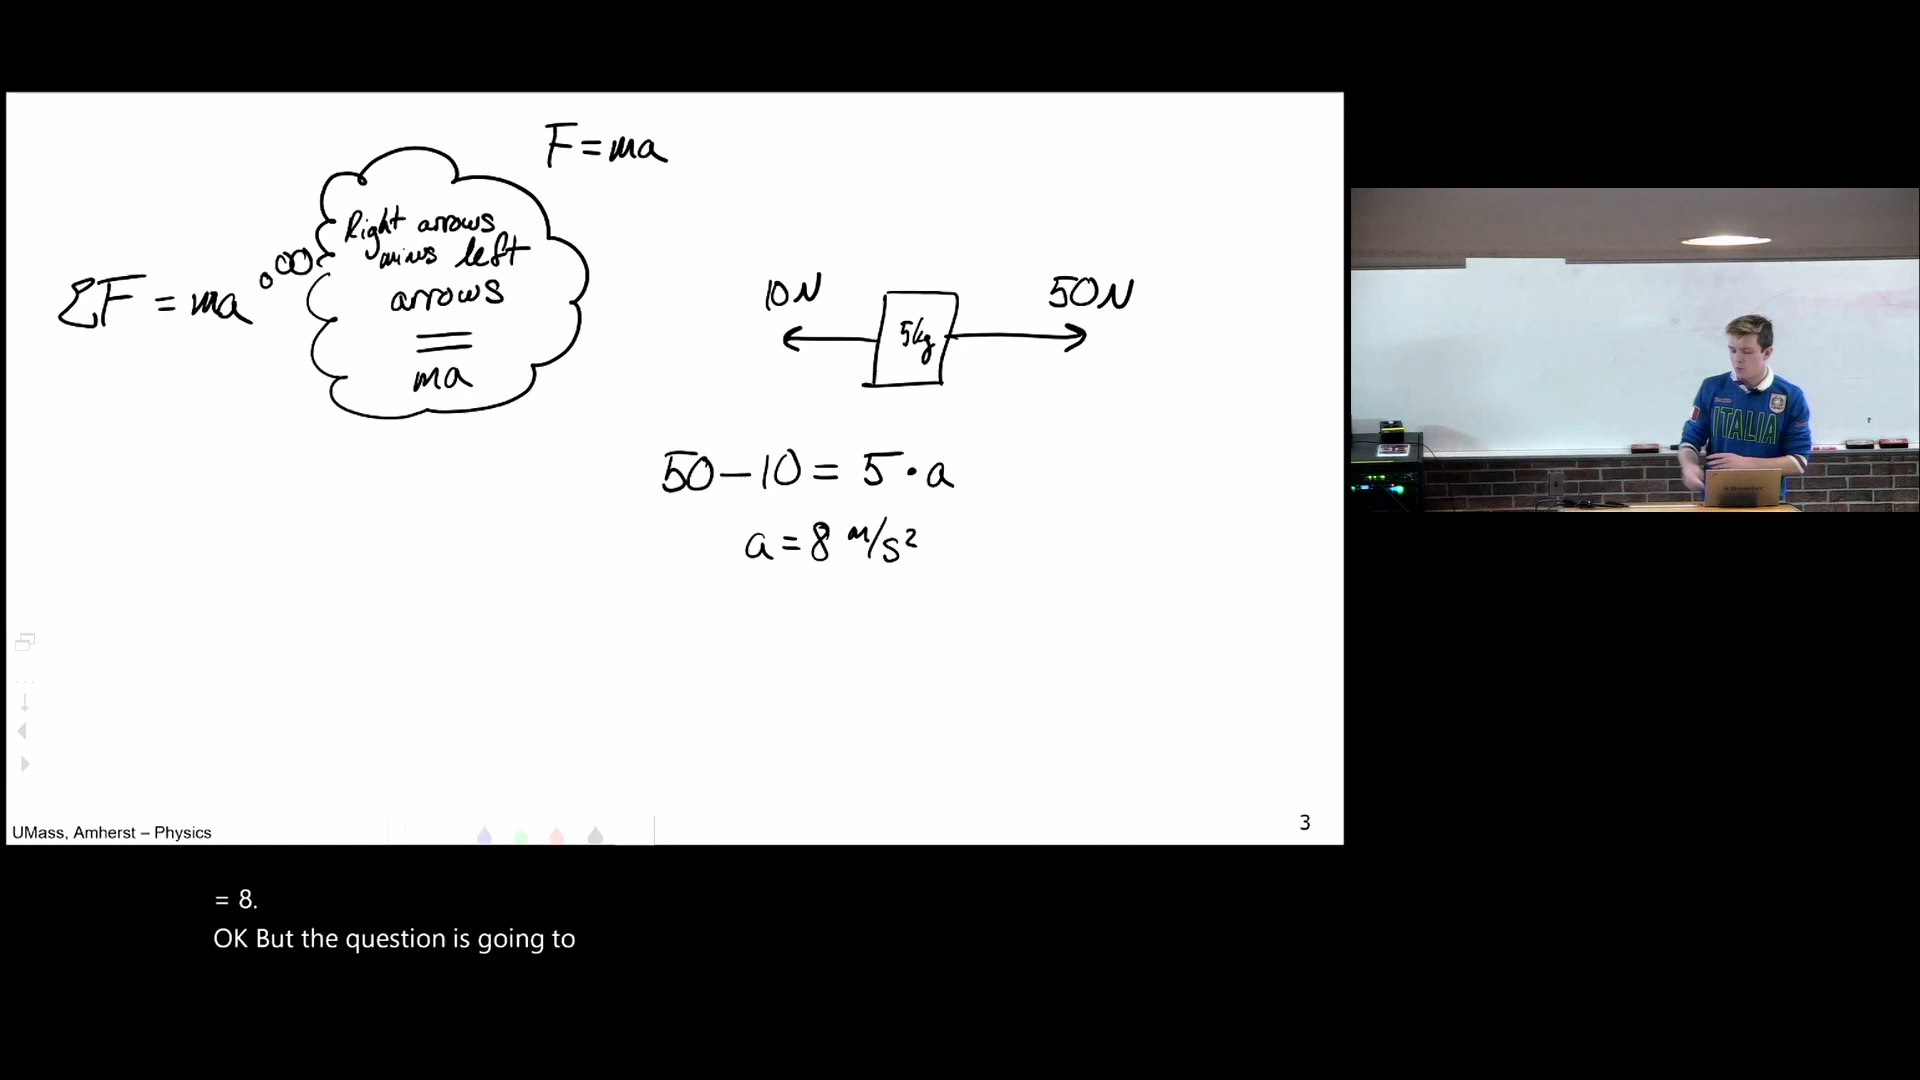 F = ma
Right arrows
minus left
arrows
=
ma
ΣF = ma
10N
50N
5kg
50 – 10 = 5 · a
a = 8 m/s²
UMass, Amherst – Physics
3
ITALIA
= 8.
OK But the question is going to